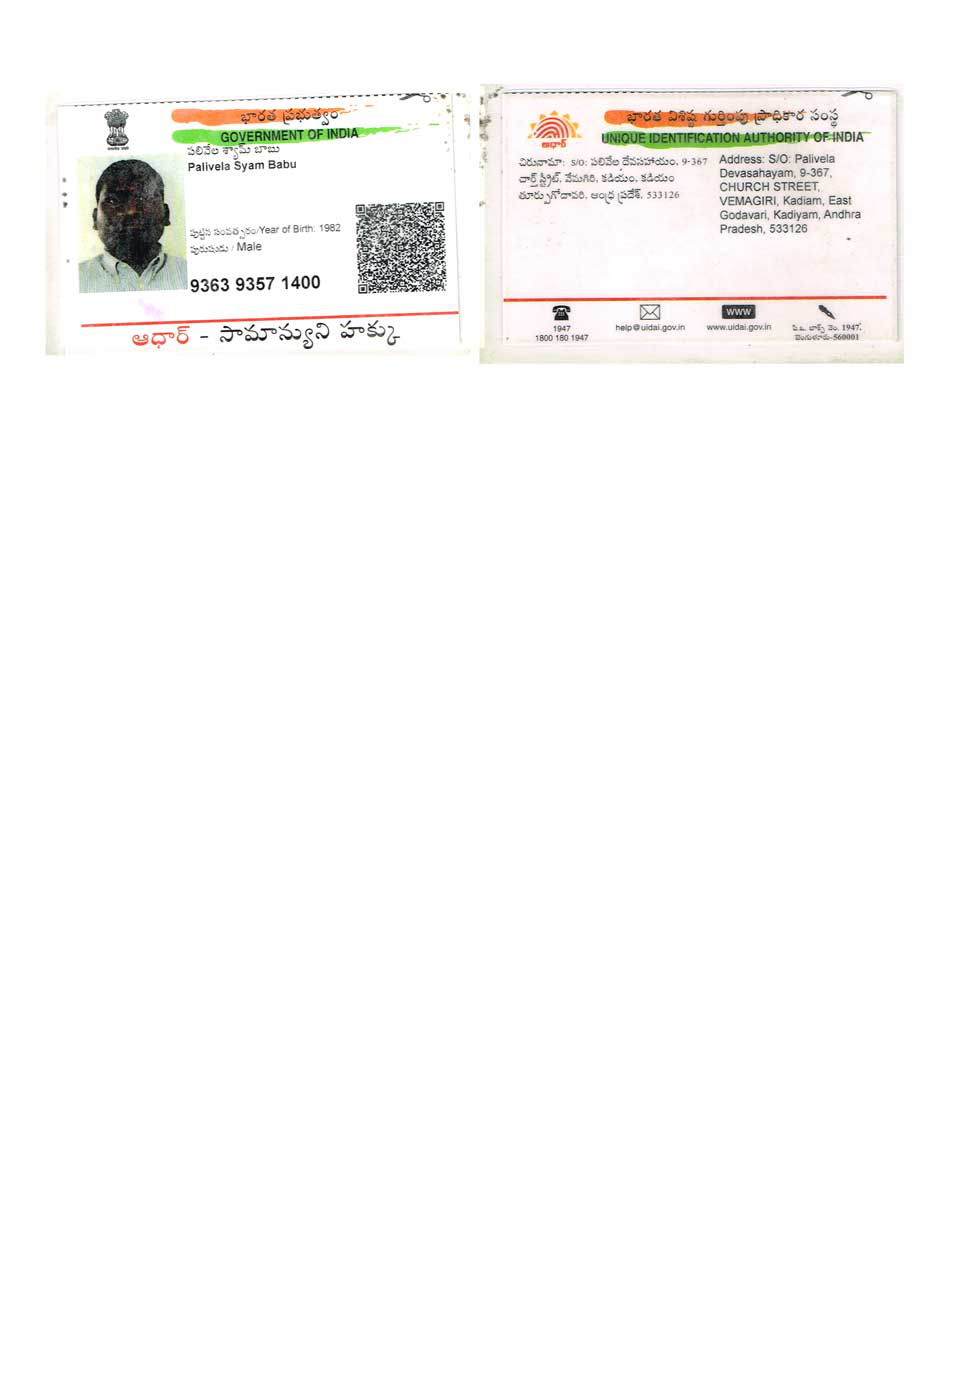 భారత ప్రభుత్వం
GOVERNMENT OF INDIA
పలివేల శ్యామ్ బాబు
Palivela Syam Babu
పుట్టిన సంవత్సరం/Year of Birth: 1982
పురుషుడు / Male
9363 9357 1400
ఆధార్ - సామాన్యుని హక్కు
భారత విశిష్ట గుర్తింపు ప్రాధికార సంస్థ
UNIQUE IDENTIFICATION AUTHORITY OF INDIA
ఆధార్
చిరునామా: S/O: పలివేల దేవసహాయం, 9-367
చార్చ్ స్ట్రీట్, వేమగిరి, కడియం, కడియం
తూర్పుగోదావరి, ఆంధ్ర ప్రదేశ్, 533126
Address: S/O: Palivela
Devasahayam, 9-367,
CHURCH STREET,
VEMAGIRI, Kadiam, East
Godavari, Kadiyam, Andhra
Pradesh, 533126
1947
1800 180 1947
help@uidai.gov.in
WWW
www.uidai.gov.in
పి.ఒ. బాక్స్ నెం. 1947,
బెంగుళూరు-560001